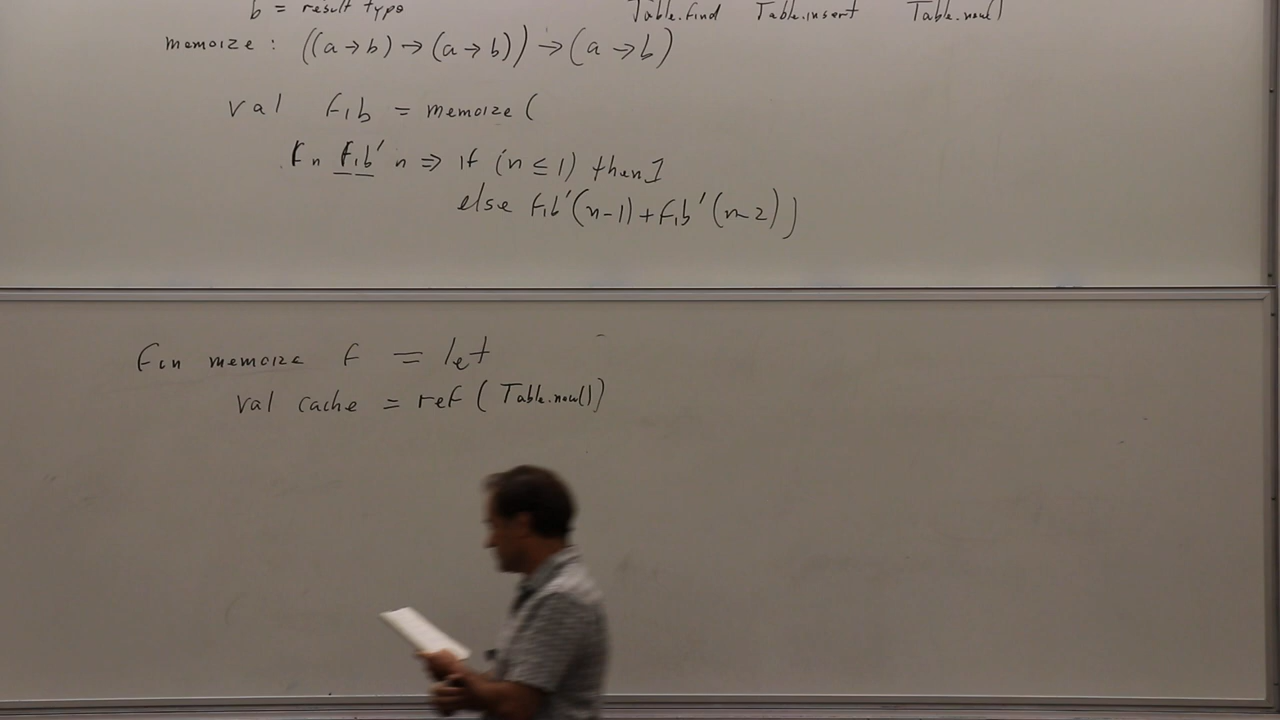 b = result type Table.find Table.insert Table.new()
memoize : ((a → b) → (a → b)) → (a → b)
val fib = memoize (
fn fib' n ⇒ if (n ≤ 1) then 1
else fib'(n-1) + fib'(n-2))
fun memoize f = let
val cache = ref ( Table.new())